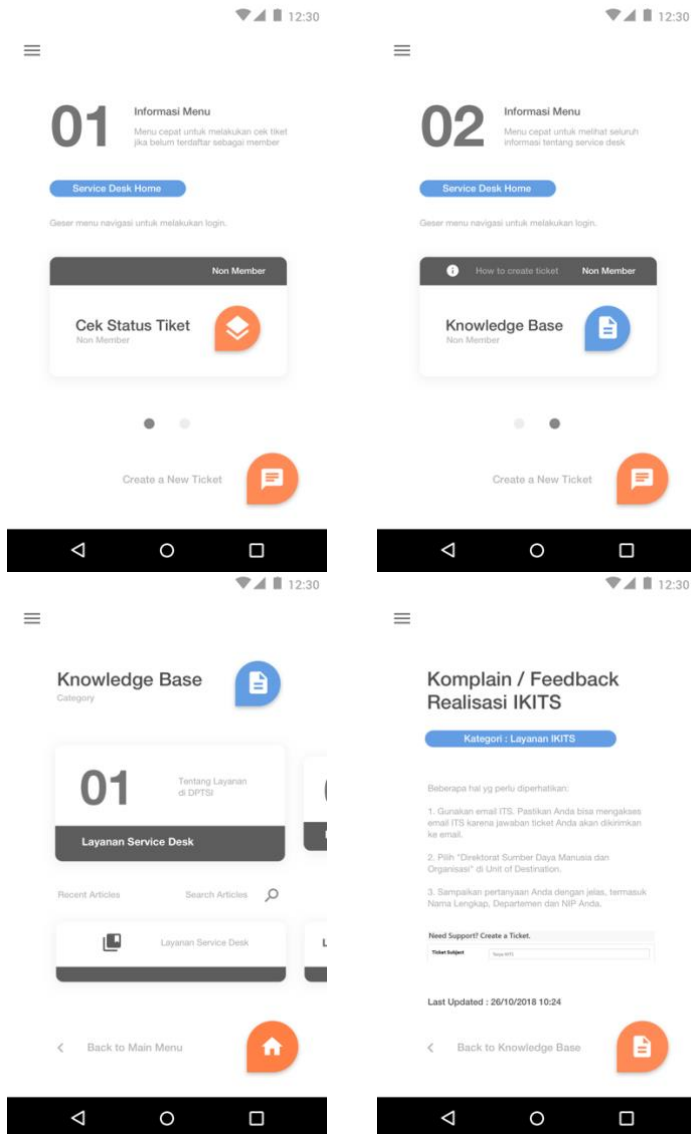 12:30
01
Informasi Menu
Menu cepat untuk melakukan cek tiket
jika belum terdaftar sebagai member
Service Desk Home
Geser menu navigasi untuk melakukan login.
Non Member
Cek Status Tiket
Non Member
Create a New Ticket
12:30
02
Informasi Menu
Menu cepat untuk melihat seluruh
informasi tentang service desk
Service Desk Home
Geser menu navigasi untuk melakukan login.
How to create ticket Non Member
Knowledge Base
Non Member
Create a New Ticket
12:30
Knowledge Base
Category
01
Tentang Layanan
di DPTSI
Layanan Service Desk
Recent Articles Search Articles
Layanan Service Desk
Back to Main Menu
12:30
Komplain / Feedback
Realisasi IKITS
Kategori : Layanan IKITS
Beberapa hal yg perlu diperhatikan:
1. Gunakan email ITS. Pastikan Anda bisa mengakses
email ITS karena jawaban ticket Anda akan dikirimkan
ke email.
2. Pilih "Direktorat Sumber Daya Manusia dan
Organisasi" di Unit of Destination.
3. Sampaikan pertanyaan Anda dengan jelas, termasuk
Nama Lengkap, Departemen dan NIP Anda.
Need Support? Create a Ticket.
Ticket Subject
Last Updated : 26/10/2018 10:24
Back to Knowledge Base